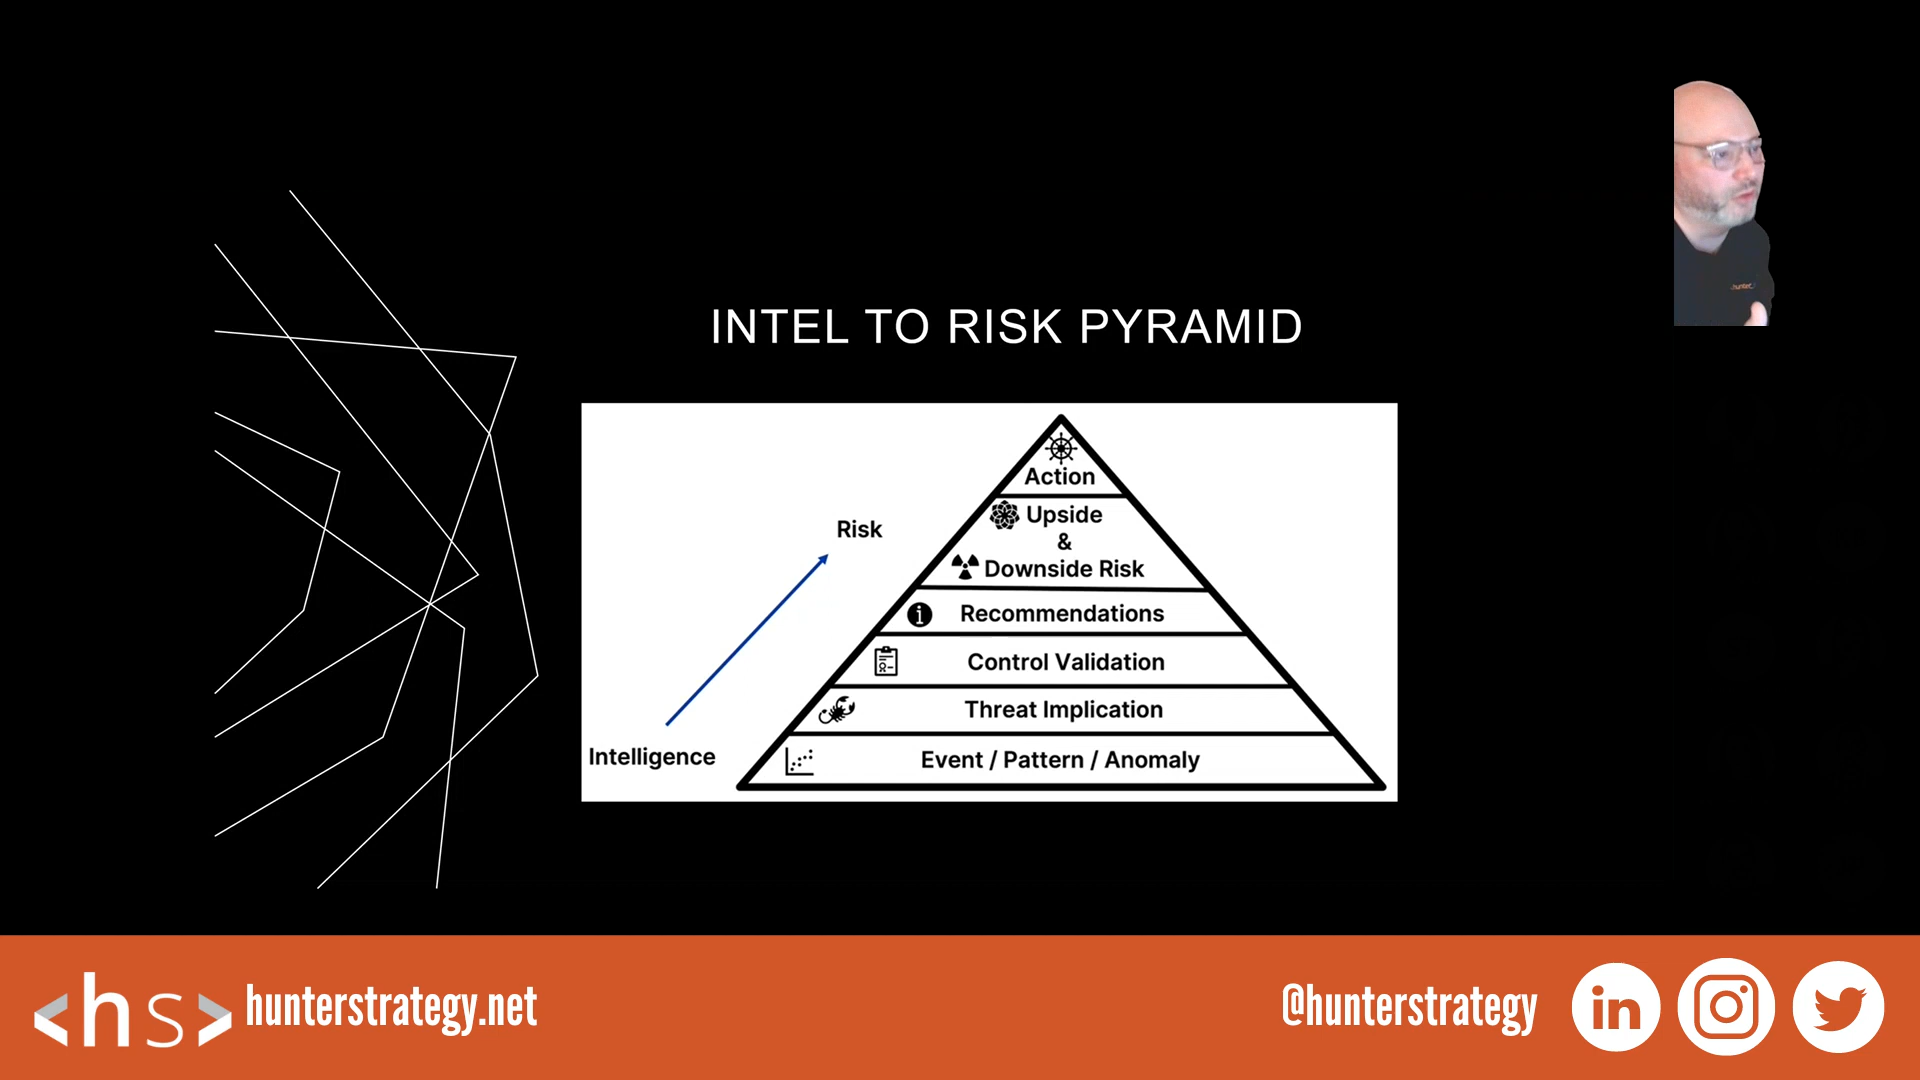 INTEL TO RISK PYRAMID
Action
Upside
&
Downside Risk
Risk
Recommendations
Control Validation
Threat Implication
Intelligence
Event / Pattern / Anomaly
<hs> hunterstrategy.net
@hunterstrategy
in